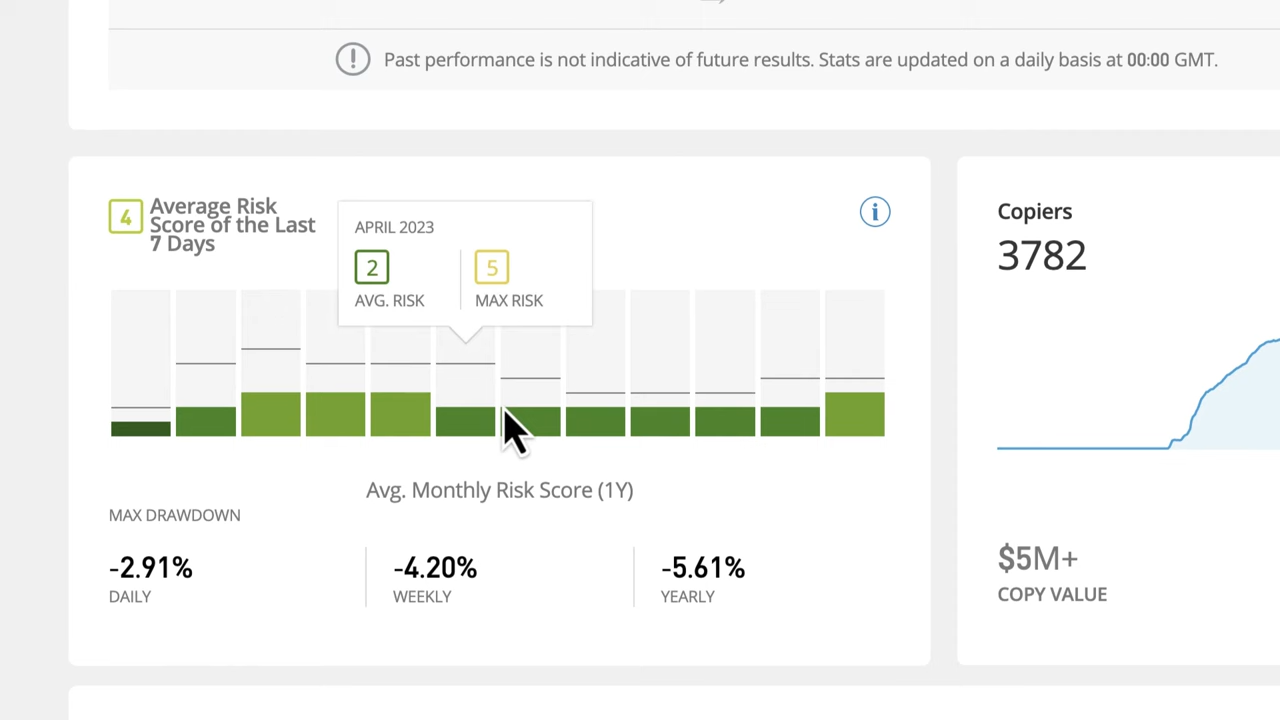 Past performance is not indicative of future results. Stats are updated on a daily basis at 00:00 GMT.
4
Average Risk
Score of the Last
7 Days
APRIL 2023
2
5
AVG. RISK
MAX RISK
Avg. Monthly Risk Score (1Y)
MAX DRAWDOWN
-2.91%
-4.20%
-5.61%
DAILY
WEEKLY
YEARLY
Copiers
3782
$5M+
COPY VALUE